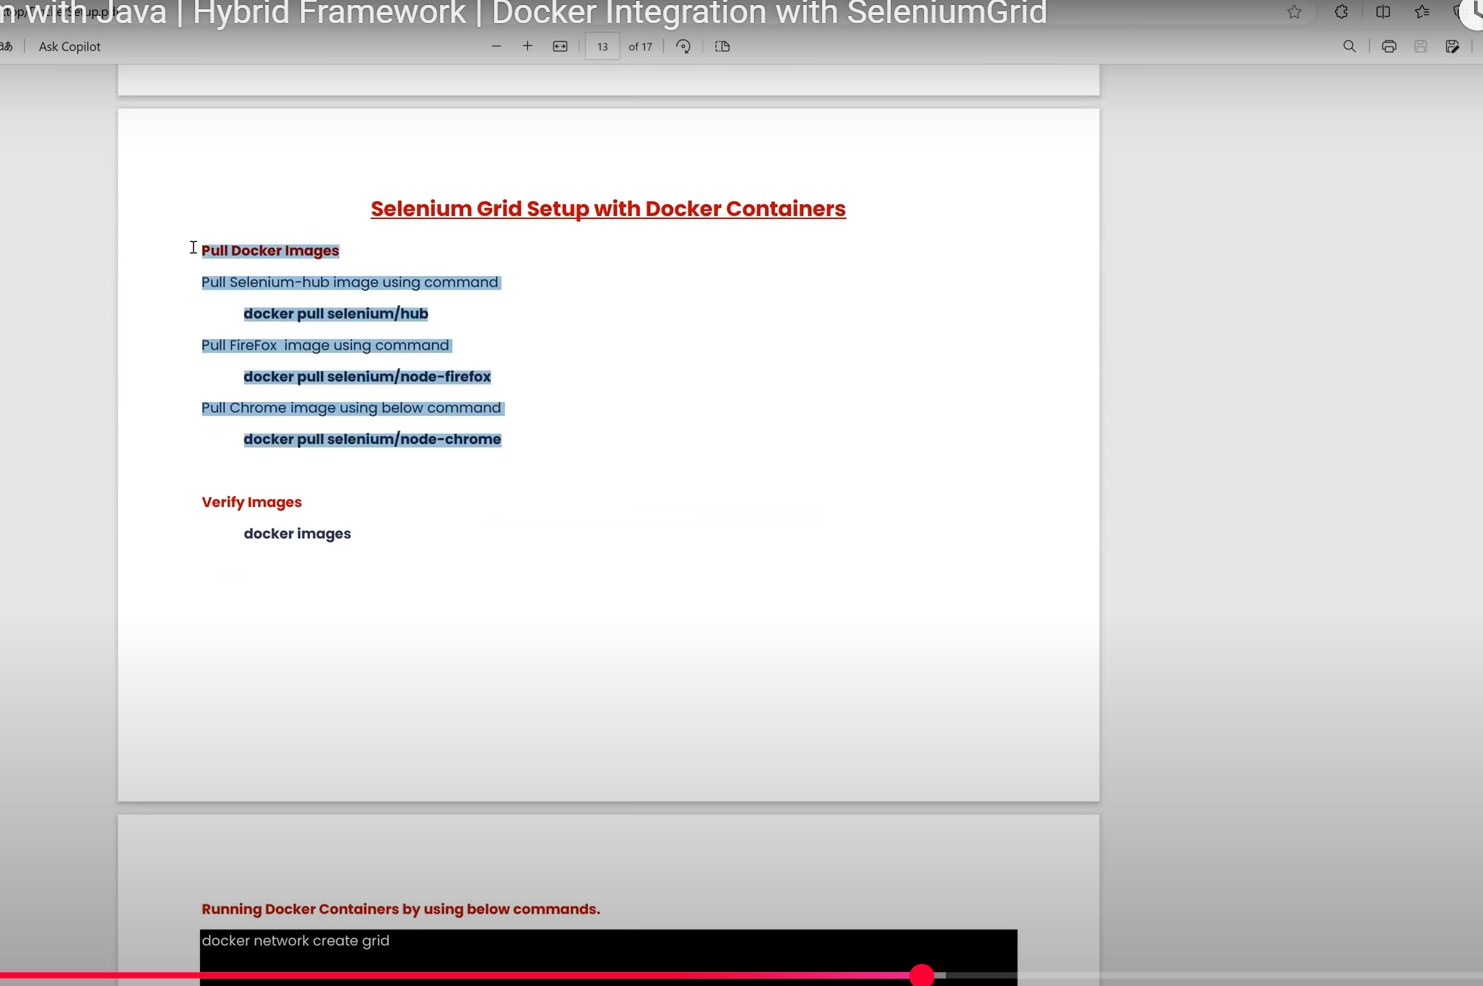 with Java | Hybrid Framework | Docker Integration with SeleniumGrid
Ask Copilot
13 of 17
Selenium Grid Setup with Docker Containers
Pull Docker Images
Pull Selenium-hub image using command
docker pull selenium/hub
Pull FireFox image using command
docker pull selenium/node-firefox
Pull Chrome image using below command
docker pull selenium/node-chrome
Verify Images
docker images
Running Docker Containers by using below commands.
docker network create grid